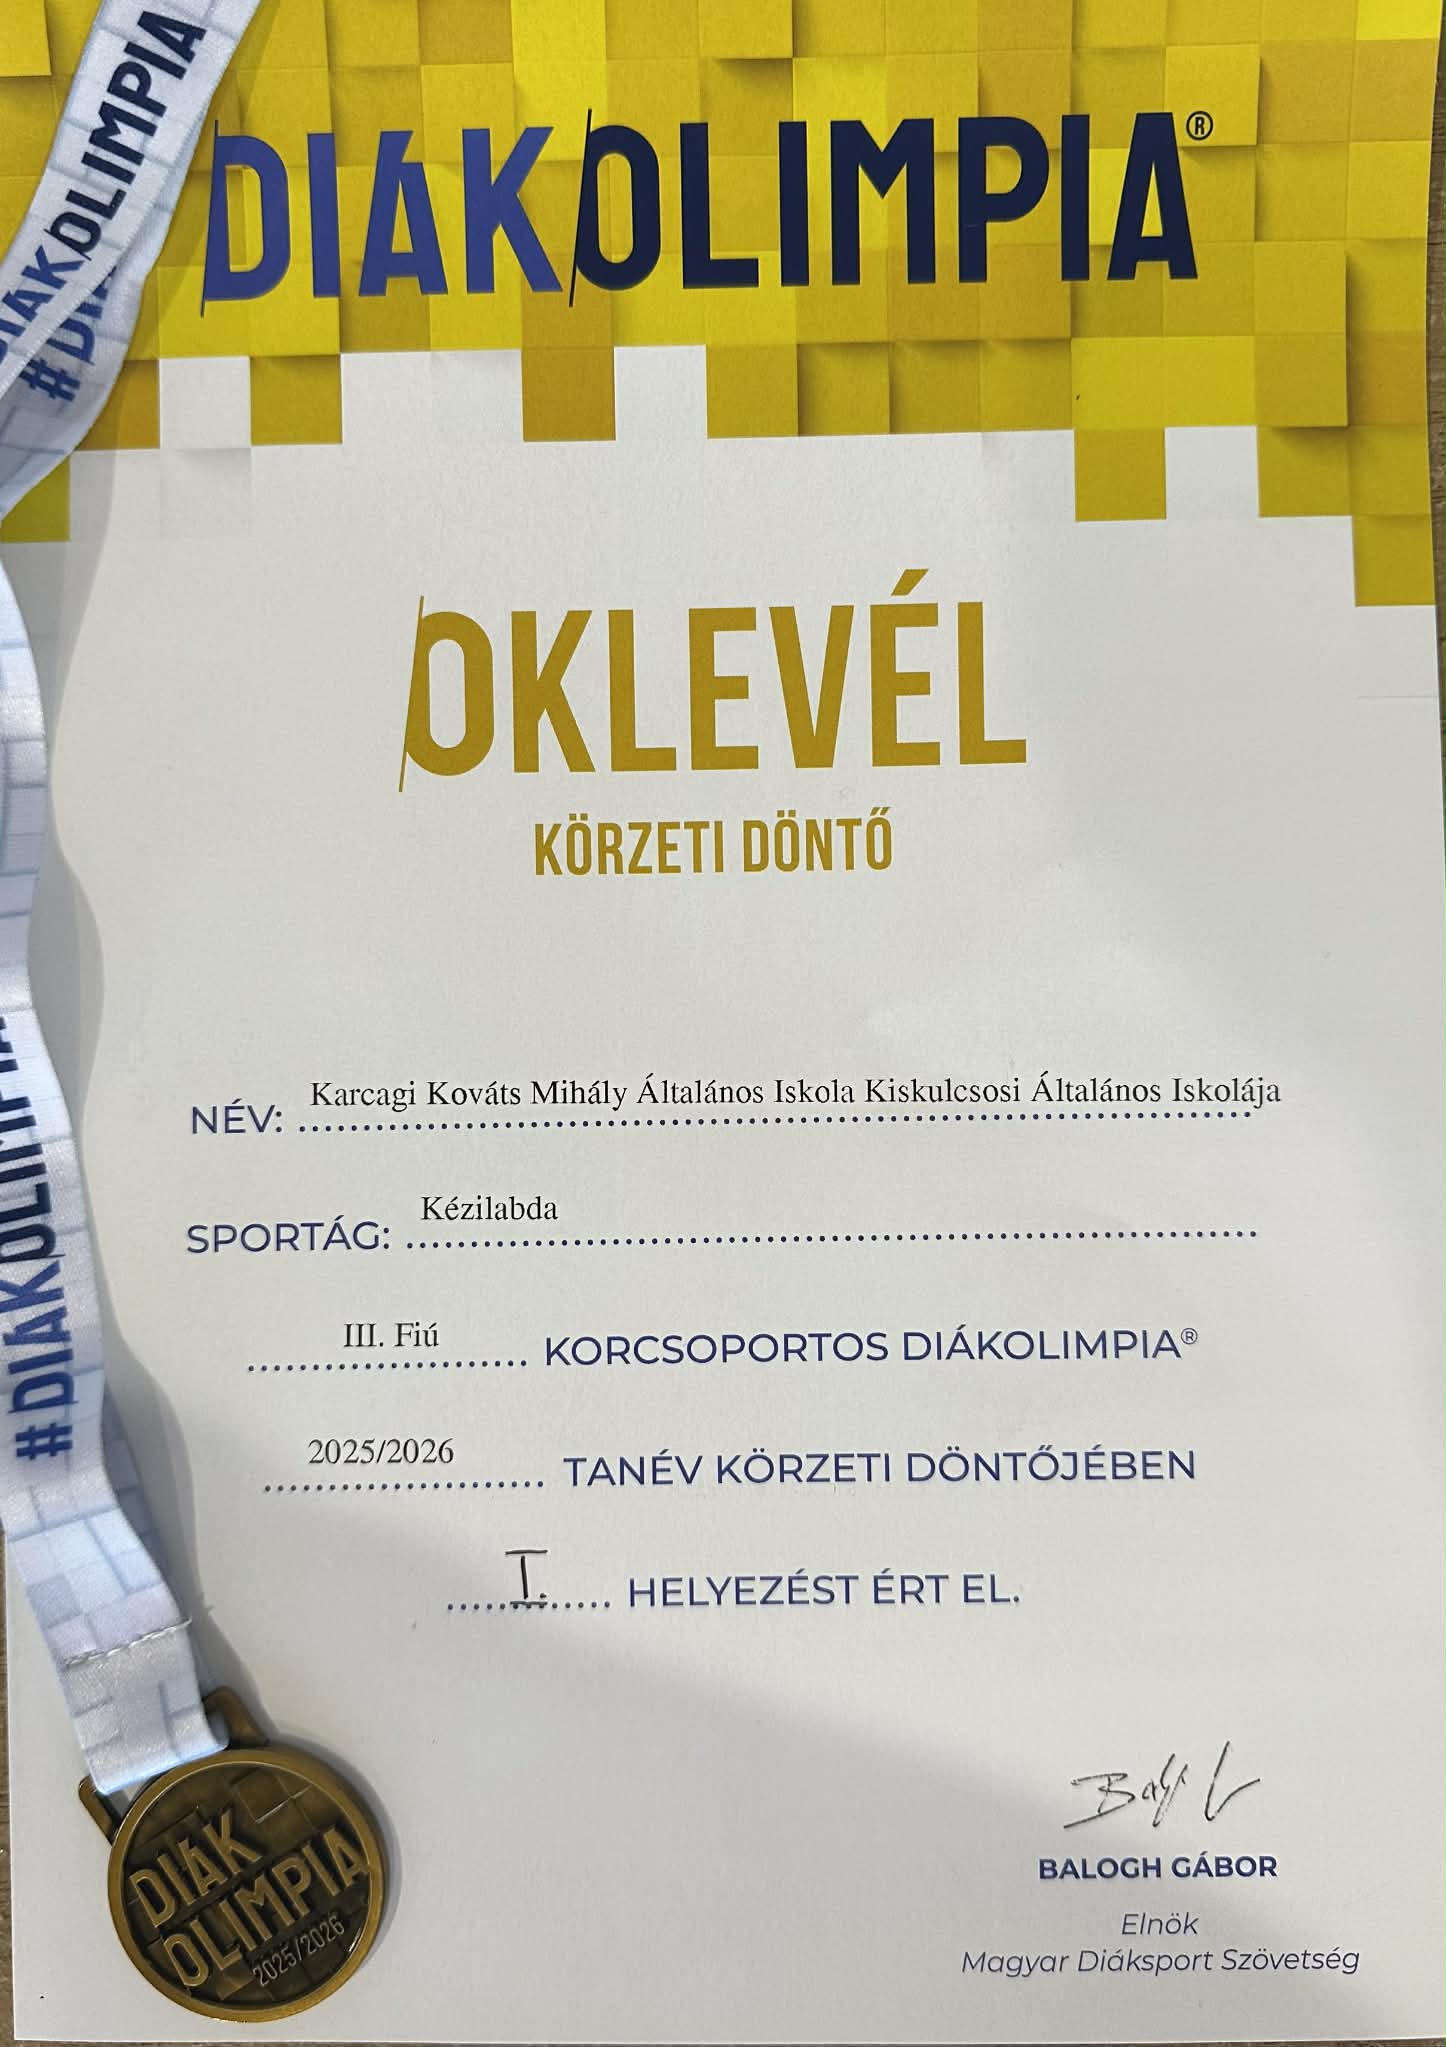 DIÁKOLIMPIA®
OKLEVÉL
KÖRZETI DÖNTŐ
NÉV: Karcagi Kováts Mihály Általános Iskola Kiskulcsosi Általános Iskolája
SPORTÁG: Kézilabda
III. Fiú KORCSOPORTOS DIÁKOLIMPIA®
2025/2026 TANÉV KÖRZETI DÖNTŐJÉBEN
I. HELYEZÉST ÉRT EL.
BALOGH GÁBOR
Elnök
Magyar Diáksport Szövetség
DIÁKOLIMPIA
#DIÁKOLIMPIA
DIÁK
OLIMPIA
2025/2026